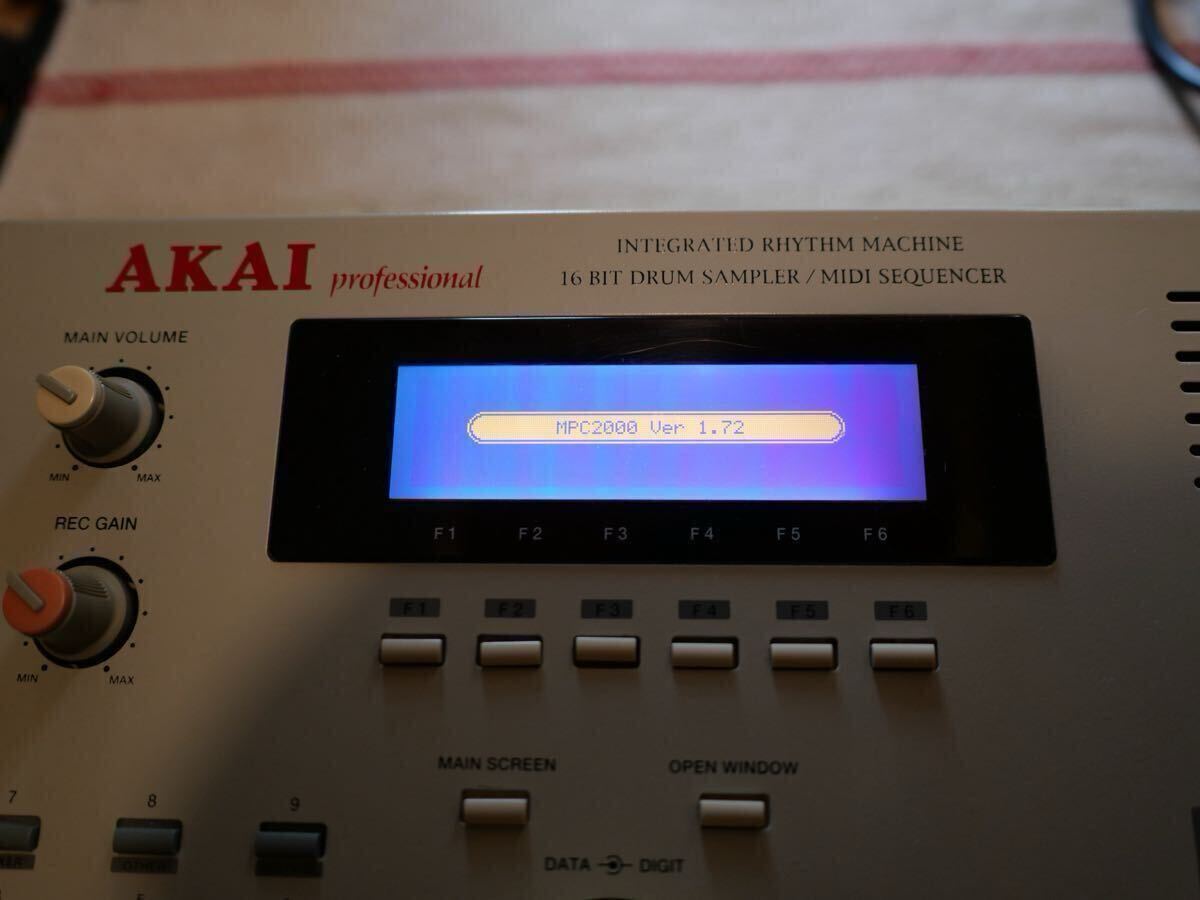 AKAI professional
INTEGRATED RHYTHM MACHINE
16 BIT DRUM SAMPLER / MIDI SEQUENCER
MAIN VOLUME
MIN MAX
MPC2000 Ver 1.72
F1 F2 F3 F4 F5 F6
REC GAIN
MIN MAX
F1 F2 F3 F4 F5 F6
MAIN SCREEN
OPEN WINDOW
7 8 9
OTHER
DATA DIGIT